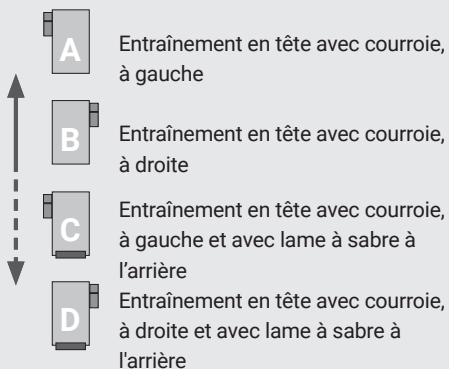 A
Entraînement en tête avec courroie,
à gauche
B
Entraînement en tête avec courroie,
à droite
C
Entraînement en tête avec courroie,
à gauche et avec lame à sabre à
l’arrière
D
Entraînement en tête avec courroie,
à droite et avec lame à sabre à
l'arrière